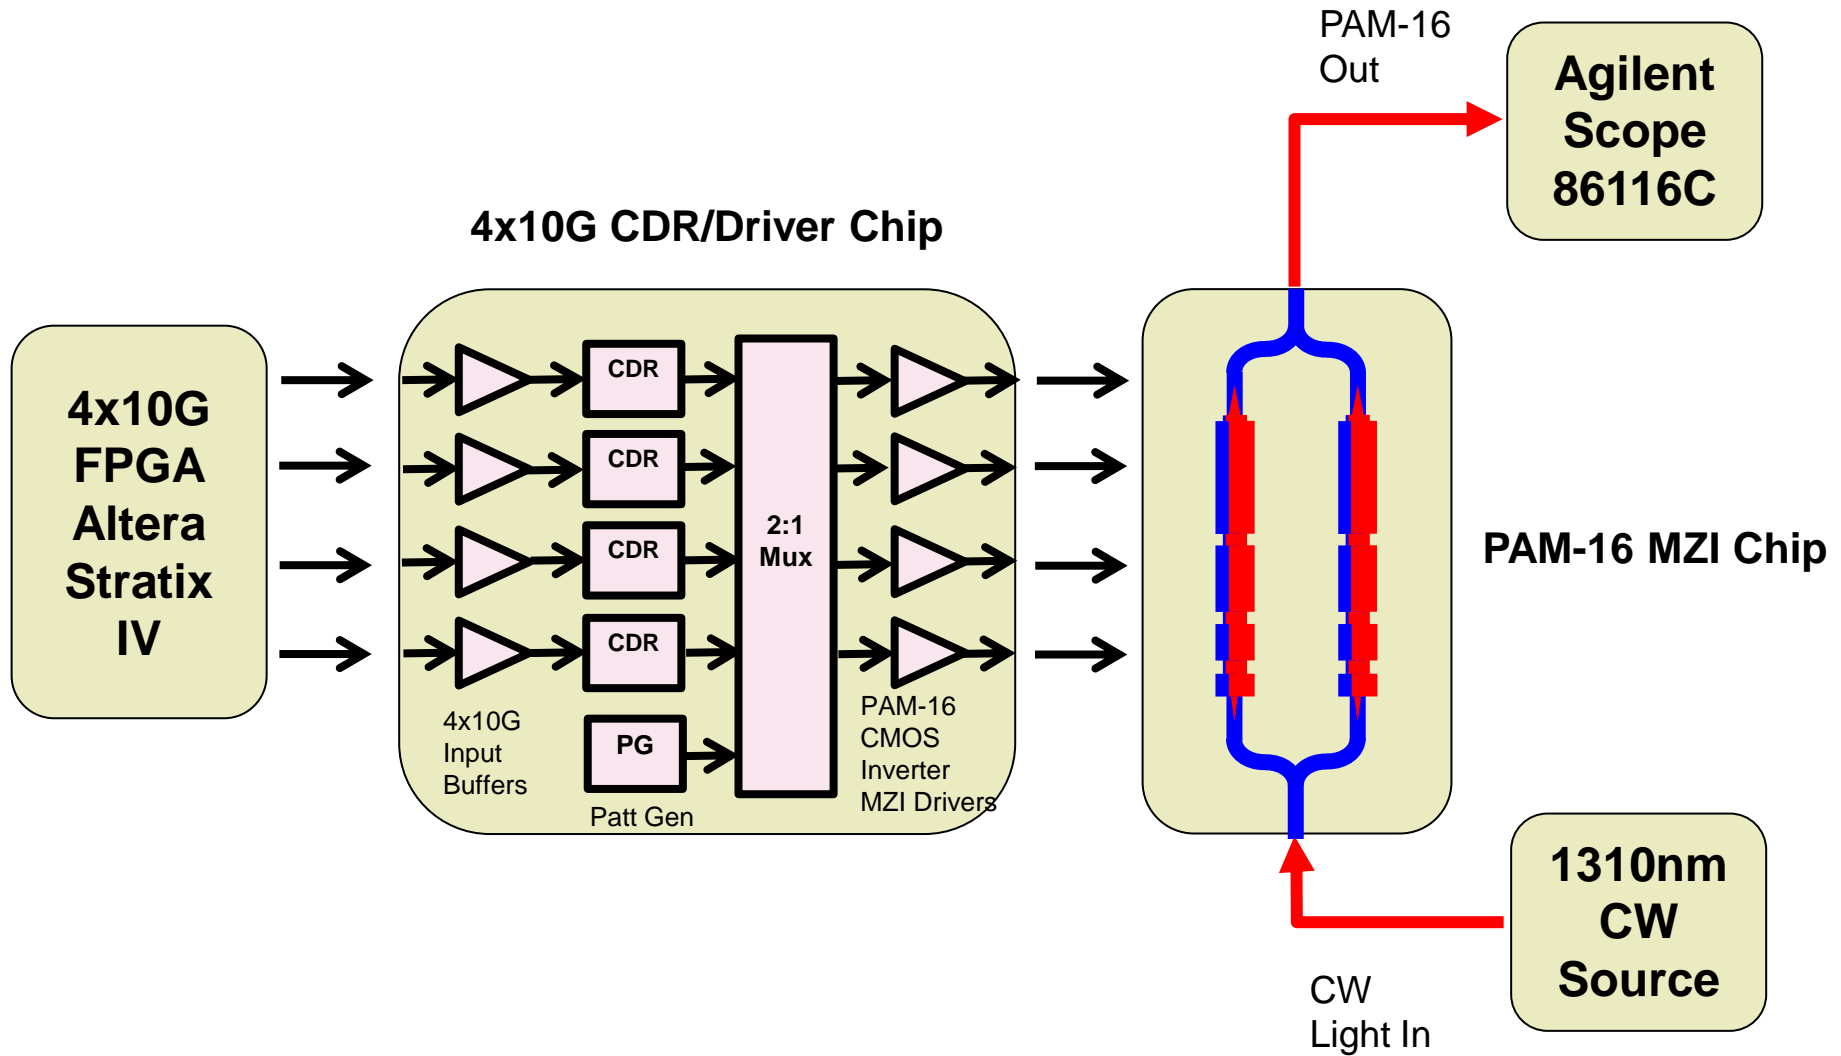 PAM-16
Out
Agilent
Scope
86116C
4x10G CDR/Driver Chip
4x10G
FPGA
Altera
Stratix
IV
CDR
CDR
CDR
CDR
PG
Patt Gen
4x10G
Input
Buffers
2:1
Mux
PAM-16
CMOS
Inverter
MZI Drivers
PAM-16 MZI Chip
1310nm
CW
Source
CW
Light In